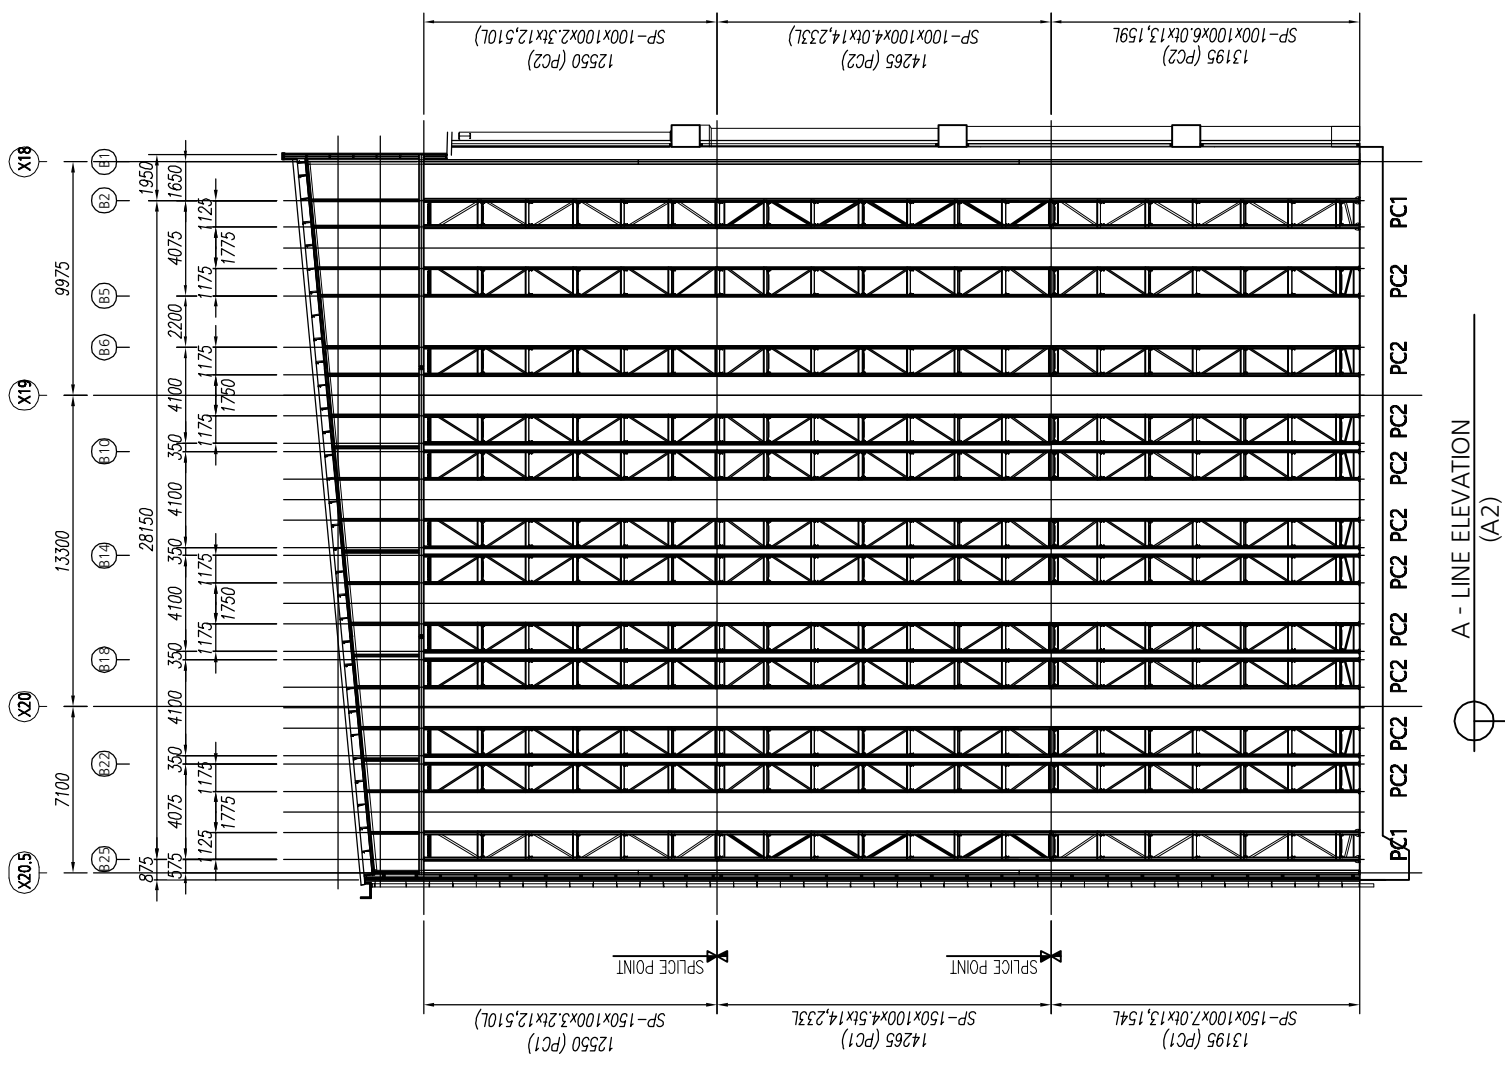 SP-100x100x2.3tx12,510L)
12550 (PC2)
SP-100x100x4.0tx14,233L)
14265 (PC2)
SP-100x100x6.0tx13,159L
13195 (PC2)
X18
X19
X20
X20.5
9975
13300
7100
B1
B2
B5
B6
B10
B14
B18
B22
B25
1950
28150
875
1650
4075
2200
4100
350
4100
350
4100
350
4100
350
4075
575
1125
1775
1175
1175
1750
1175
1175
1750
1175
1175
1775
1125
PC1
PC2
PC2
PC2
PC2
PC2
PC2
PC2
PC2
PC2
PC2
PC1
A - LINE ELEVATION
(A2)
SPLICE POINT
SPLICE POINT
SP-150x100x3.2tx12,510L)
12550 (PC1)
SP-150x100x4.5tx14,233L
14265 (PC1)
SP-150x100x7.0tx13,154L
13195 (PC1)